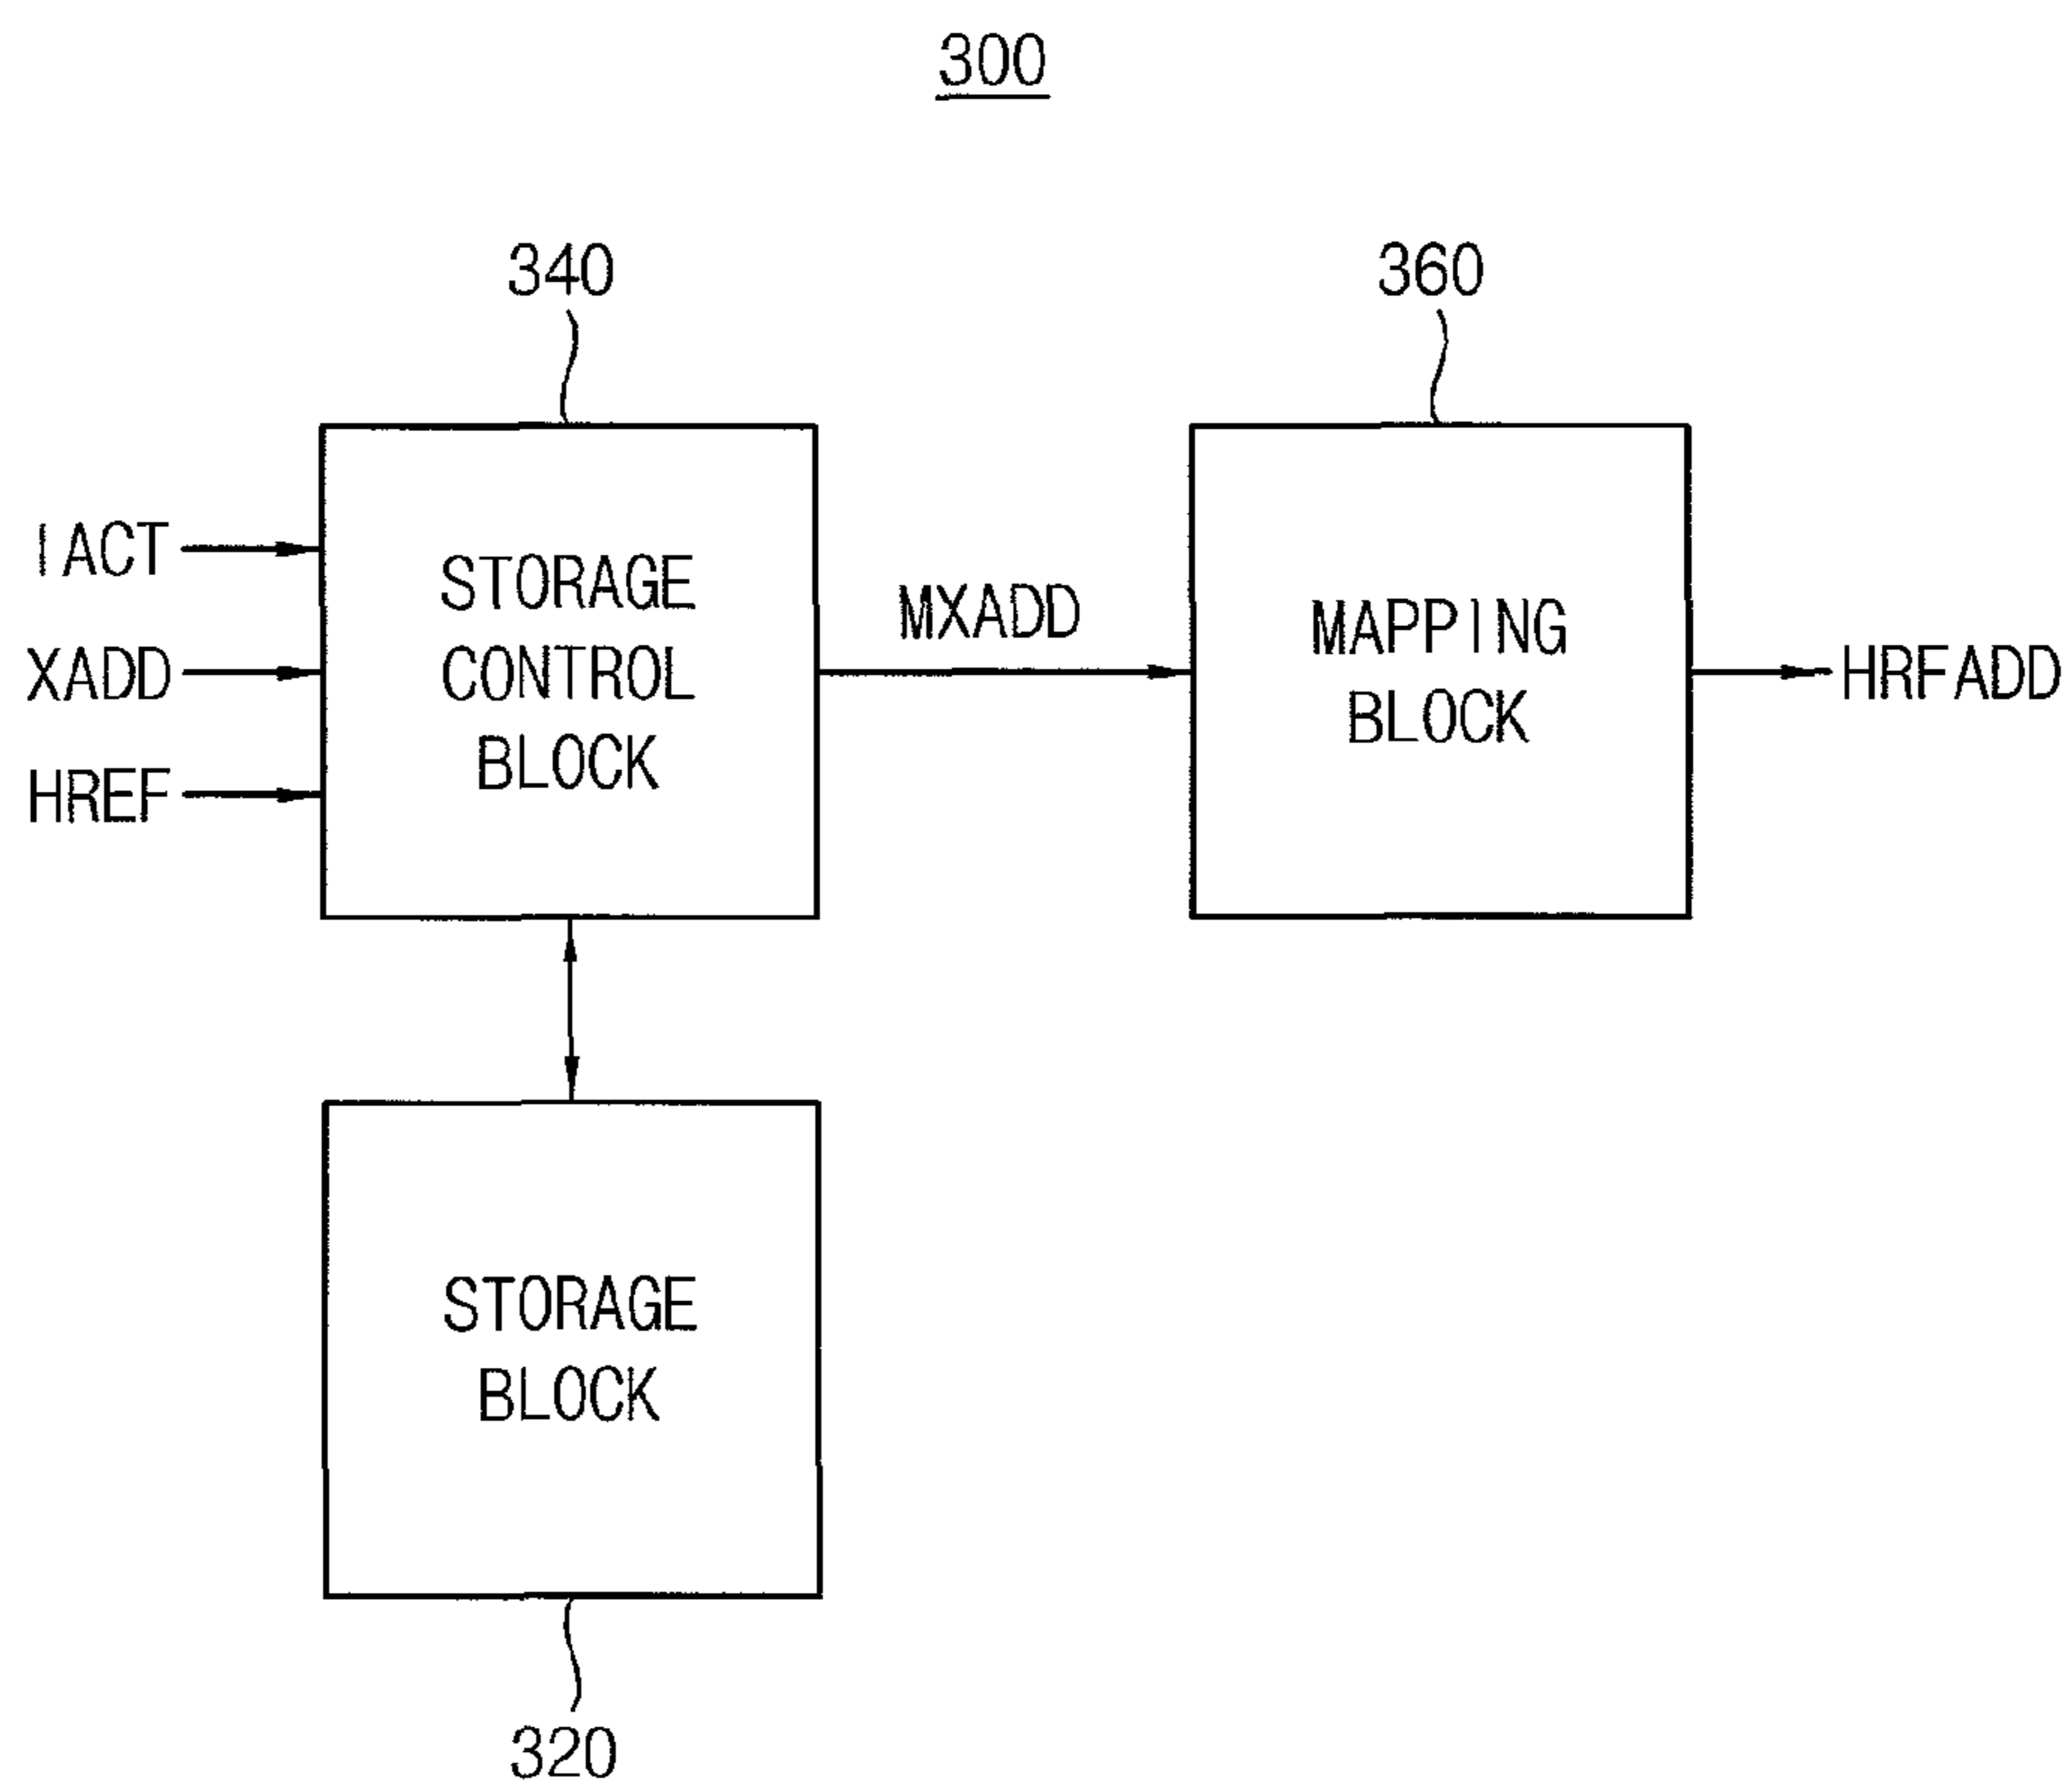 300
340
360
IACT
XADD
HREF
STORAGE
CONTROL
BLOCK
MXADD
MAPPING
BLOCK
HRFADD
STORAGE
BLOCK
320